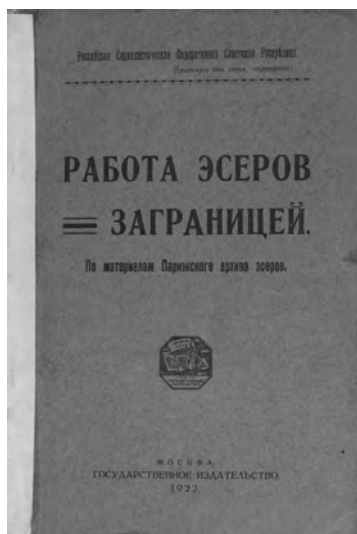 Российская Социалистическая Федеративная Советская Республика
РАБОТА ЭСЕРОВ
ЗАГРАНИЦЕЙ.
По материалам Парижского архива эсеров.
МОСКВА
ГОСУДАРСТВЕННОЕ ИЗДАТЕЛЬСТВО
1922